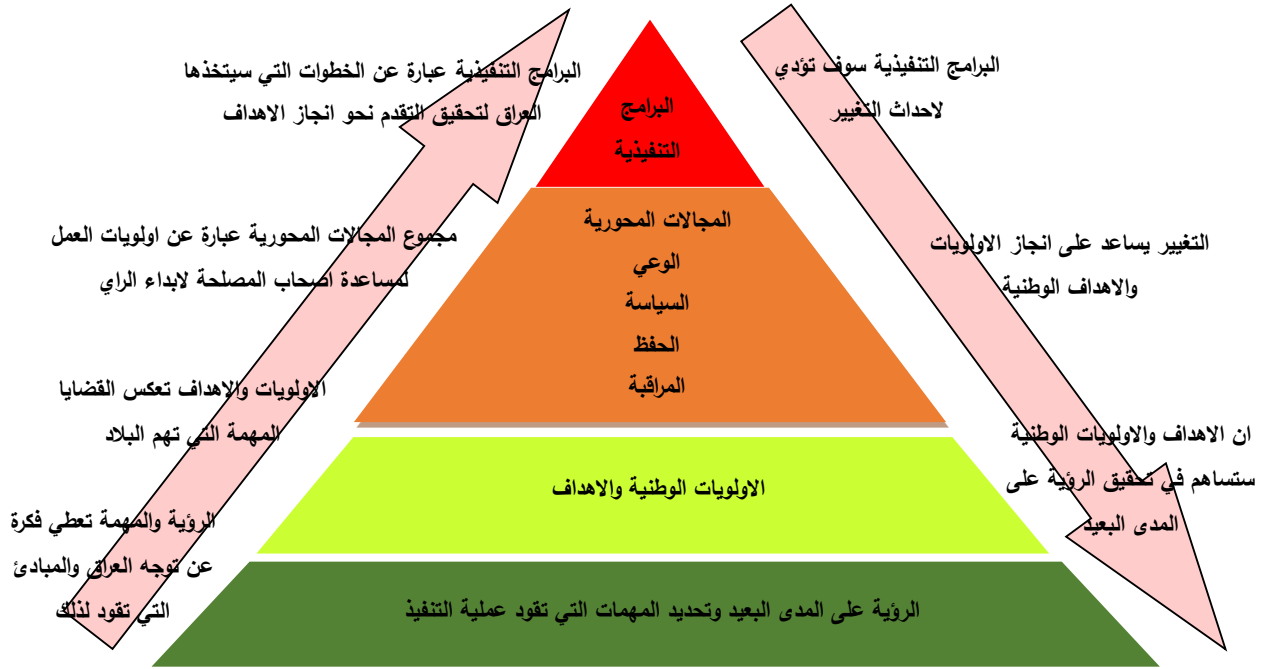 البرامج التنفيذية عبارة عن الخطوات التي سيتخذها
العراق لتحقيق التقدم نحو انجاز الاهداف
مجموع المجالات المحورية عبارة عن اولويات العمل
لمساعدة اصحاب المصلحة لابداء الراي
الاولويات والاهداف تعكس القضايا
المهمة التي تهم البلاد
الرؤية والمهمة تعطي فكرة
عن توجه العراق والمبادئ
التي تقود لذلك
البرامج
التنفيذية
المجالات المحورية
الوعي
السياسة
الحفظ
المراقبة
الاولويات الوطنية والاهداف
الرؤية على المدى البعيد وتحديد المهمات التي تقود عملية التنفيذ
البرامج التنفيذية سوف تؤدي
لاحداث التغيير
التغيير يساعد على انجاز الاولويات
والاهداف الوطنية
ان الاهداف والاولويات الوطنية
ستساهم في تحقيق الرؤية على
المدى البعيد